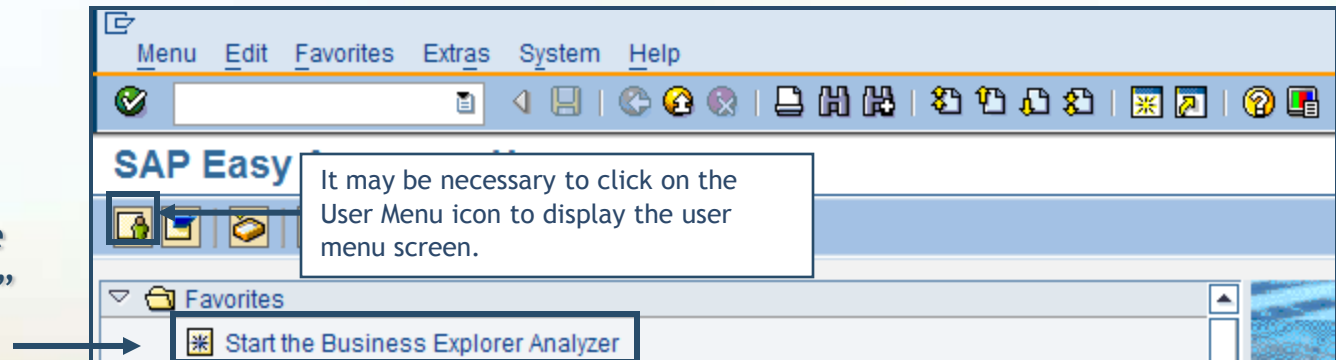 Menu Edit Favorites Extras System Help
SAP Easy
It may be necessary to click on the
User Menu icon to display the user
menu screen.
e
”
Favorites
Start the Business Explorer Analyzer